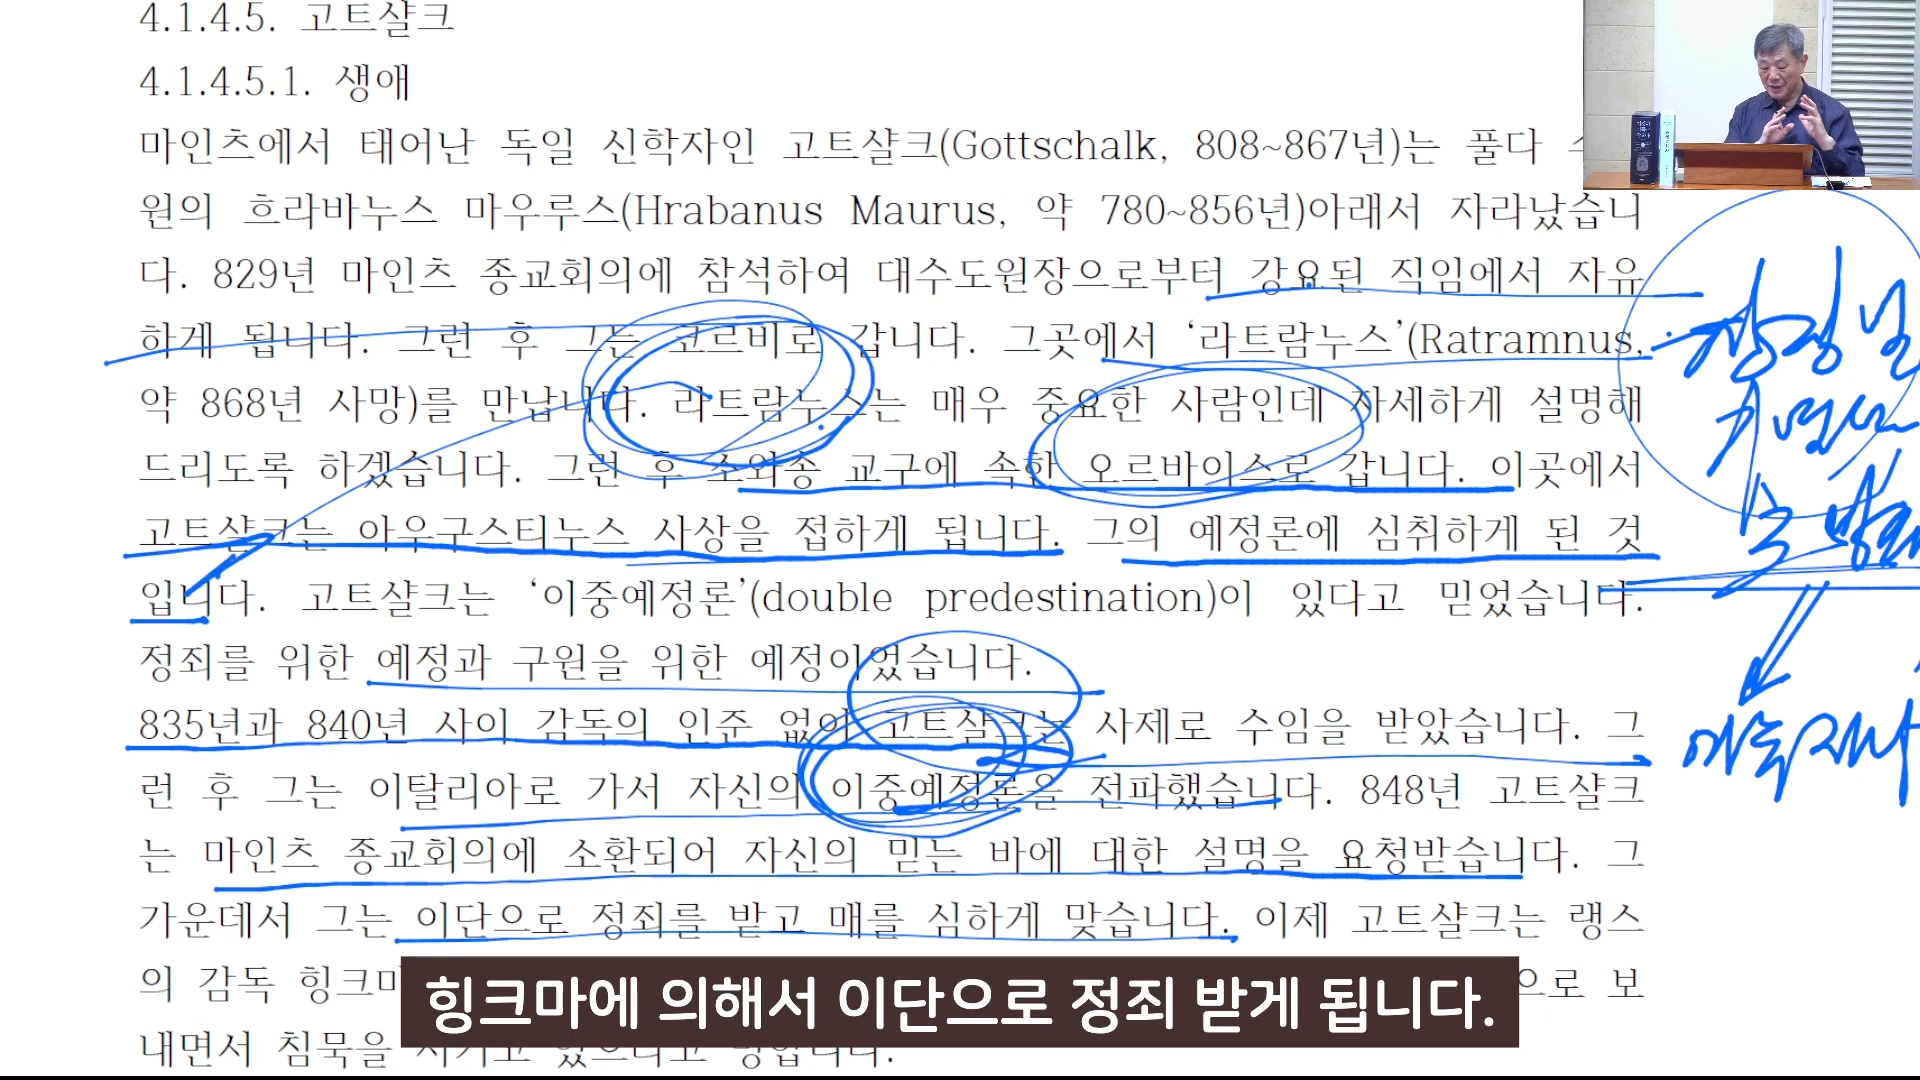 4.1.4.5. 고트샬크
4.1.4.5.1. 생애
마인츠에서 태어난 독일 신학자인 고트샬크(Gottschalk, 808~867년)는 풀다
원의 흐라바누스 마우루스(Hrabanus Maurus, 약 780~856년)아래서 자라났습니
다. 829년 마인츠 종교회의에 참석하여 대수도원장으로부터 강요된 직임에서 자유
하게 됩니다. 그런 후 그는 코르비로 갑니다. 그곳에서 ‘라트람누스’(Ratramnus,
약 868년 사망)를 만납니다. 라트람누스는 매우 중요한 사람인데 자세하게 설명해
드리도록 하겠습니다. 그런 후 소와송 교구에 속한 오르바이스로 갑니다. 이곳에서
고트샬크는 아우구스티누스 사상을 접하게 됩니다. 그의 예정론에 심취하게 된 것
입니다. 고트샬크는 ‘이중예정론’(double predestination)이 있다고 믿었습니다.
정죄를 위한 예정과 구원을 위한 예정이었습니다.
835년과 840년 사이 감독의 인준 없이 고트샬크는 사제로 수임을 받았습니다. 그
런 후 그는 이탈리아로 가서 자신의 이중예정론을 전파했습니다. 848년 고트샬크
는 마인츠 종교회의에 소환되어 자신의 믿는 바에 대한 설명을 요청받습니다. 그
가운데서 그는 이단으로 정죄를 받고 매를 심하게 맞습니다. 이제 고트샬크는 랭스
의 감독 힝크마 으로 보
내면서 침묵을
힝크마에 의해서 이단으로 정죄 받게 됩니다.